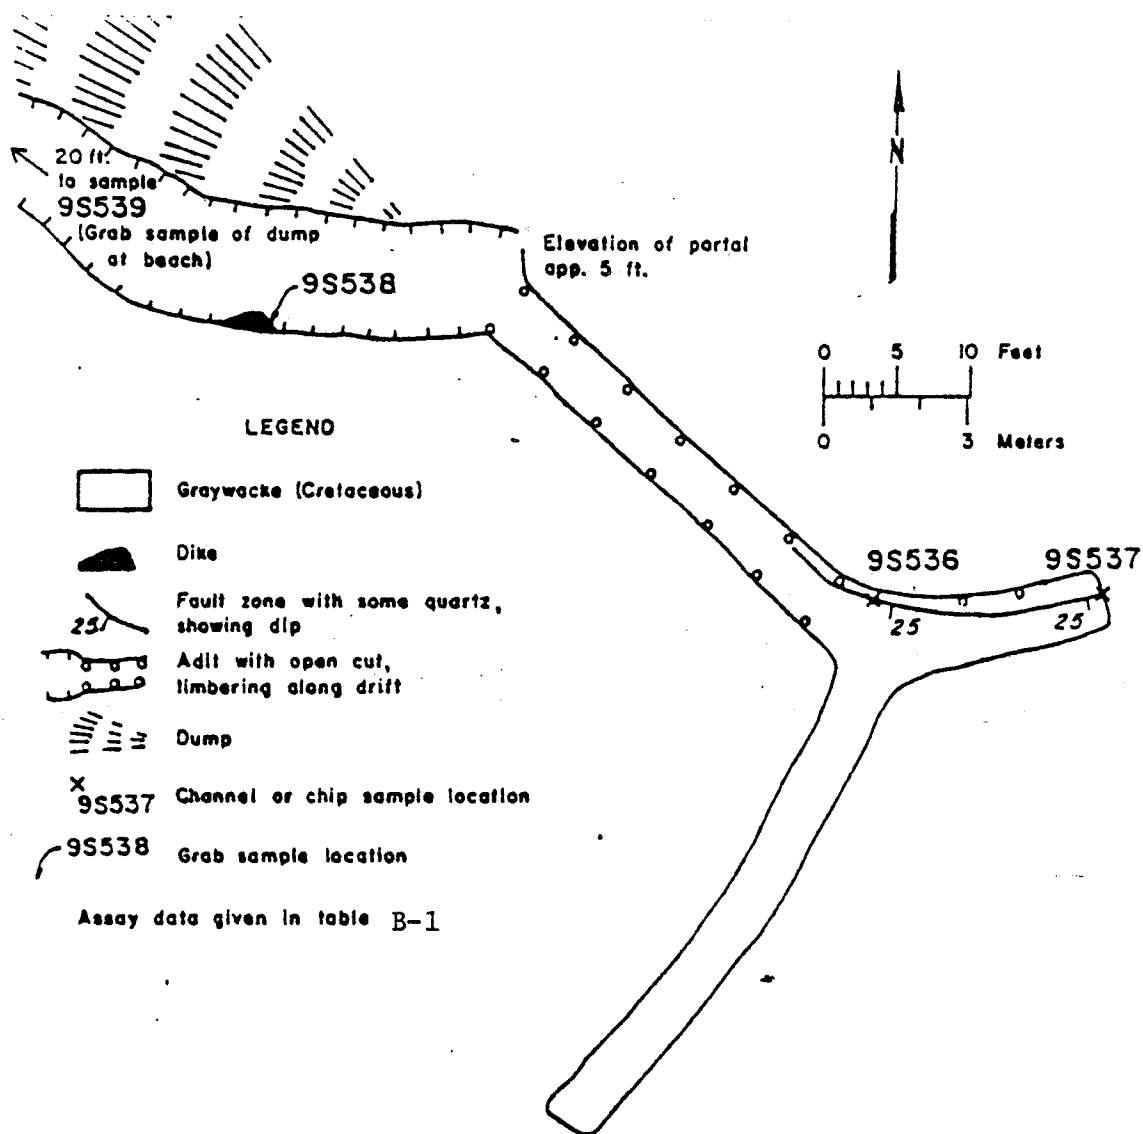 20 ft.
to sample
9S539
(Grab sample of dump
at beach)
9S538
Elevation of portal
app. 5 ft.
N
0 5 10 Feet
0 3 Meters
9S536
9S537
25
25
LEGEND
Graywacke (Cretaceous)
Dike
25
Fault zone with some quartz,
showing dip
Adit with open cut,
timbering along drift
Dump
9S537
Channel or chip sample location
9S538
Grab sample location
Assay data given in table B-1